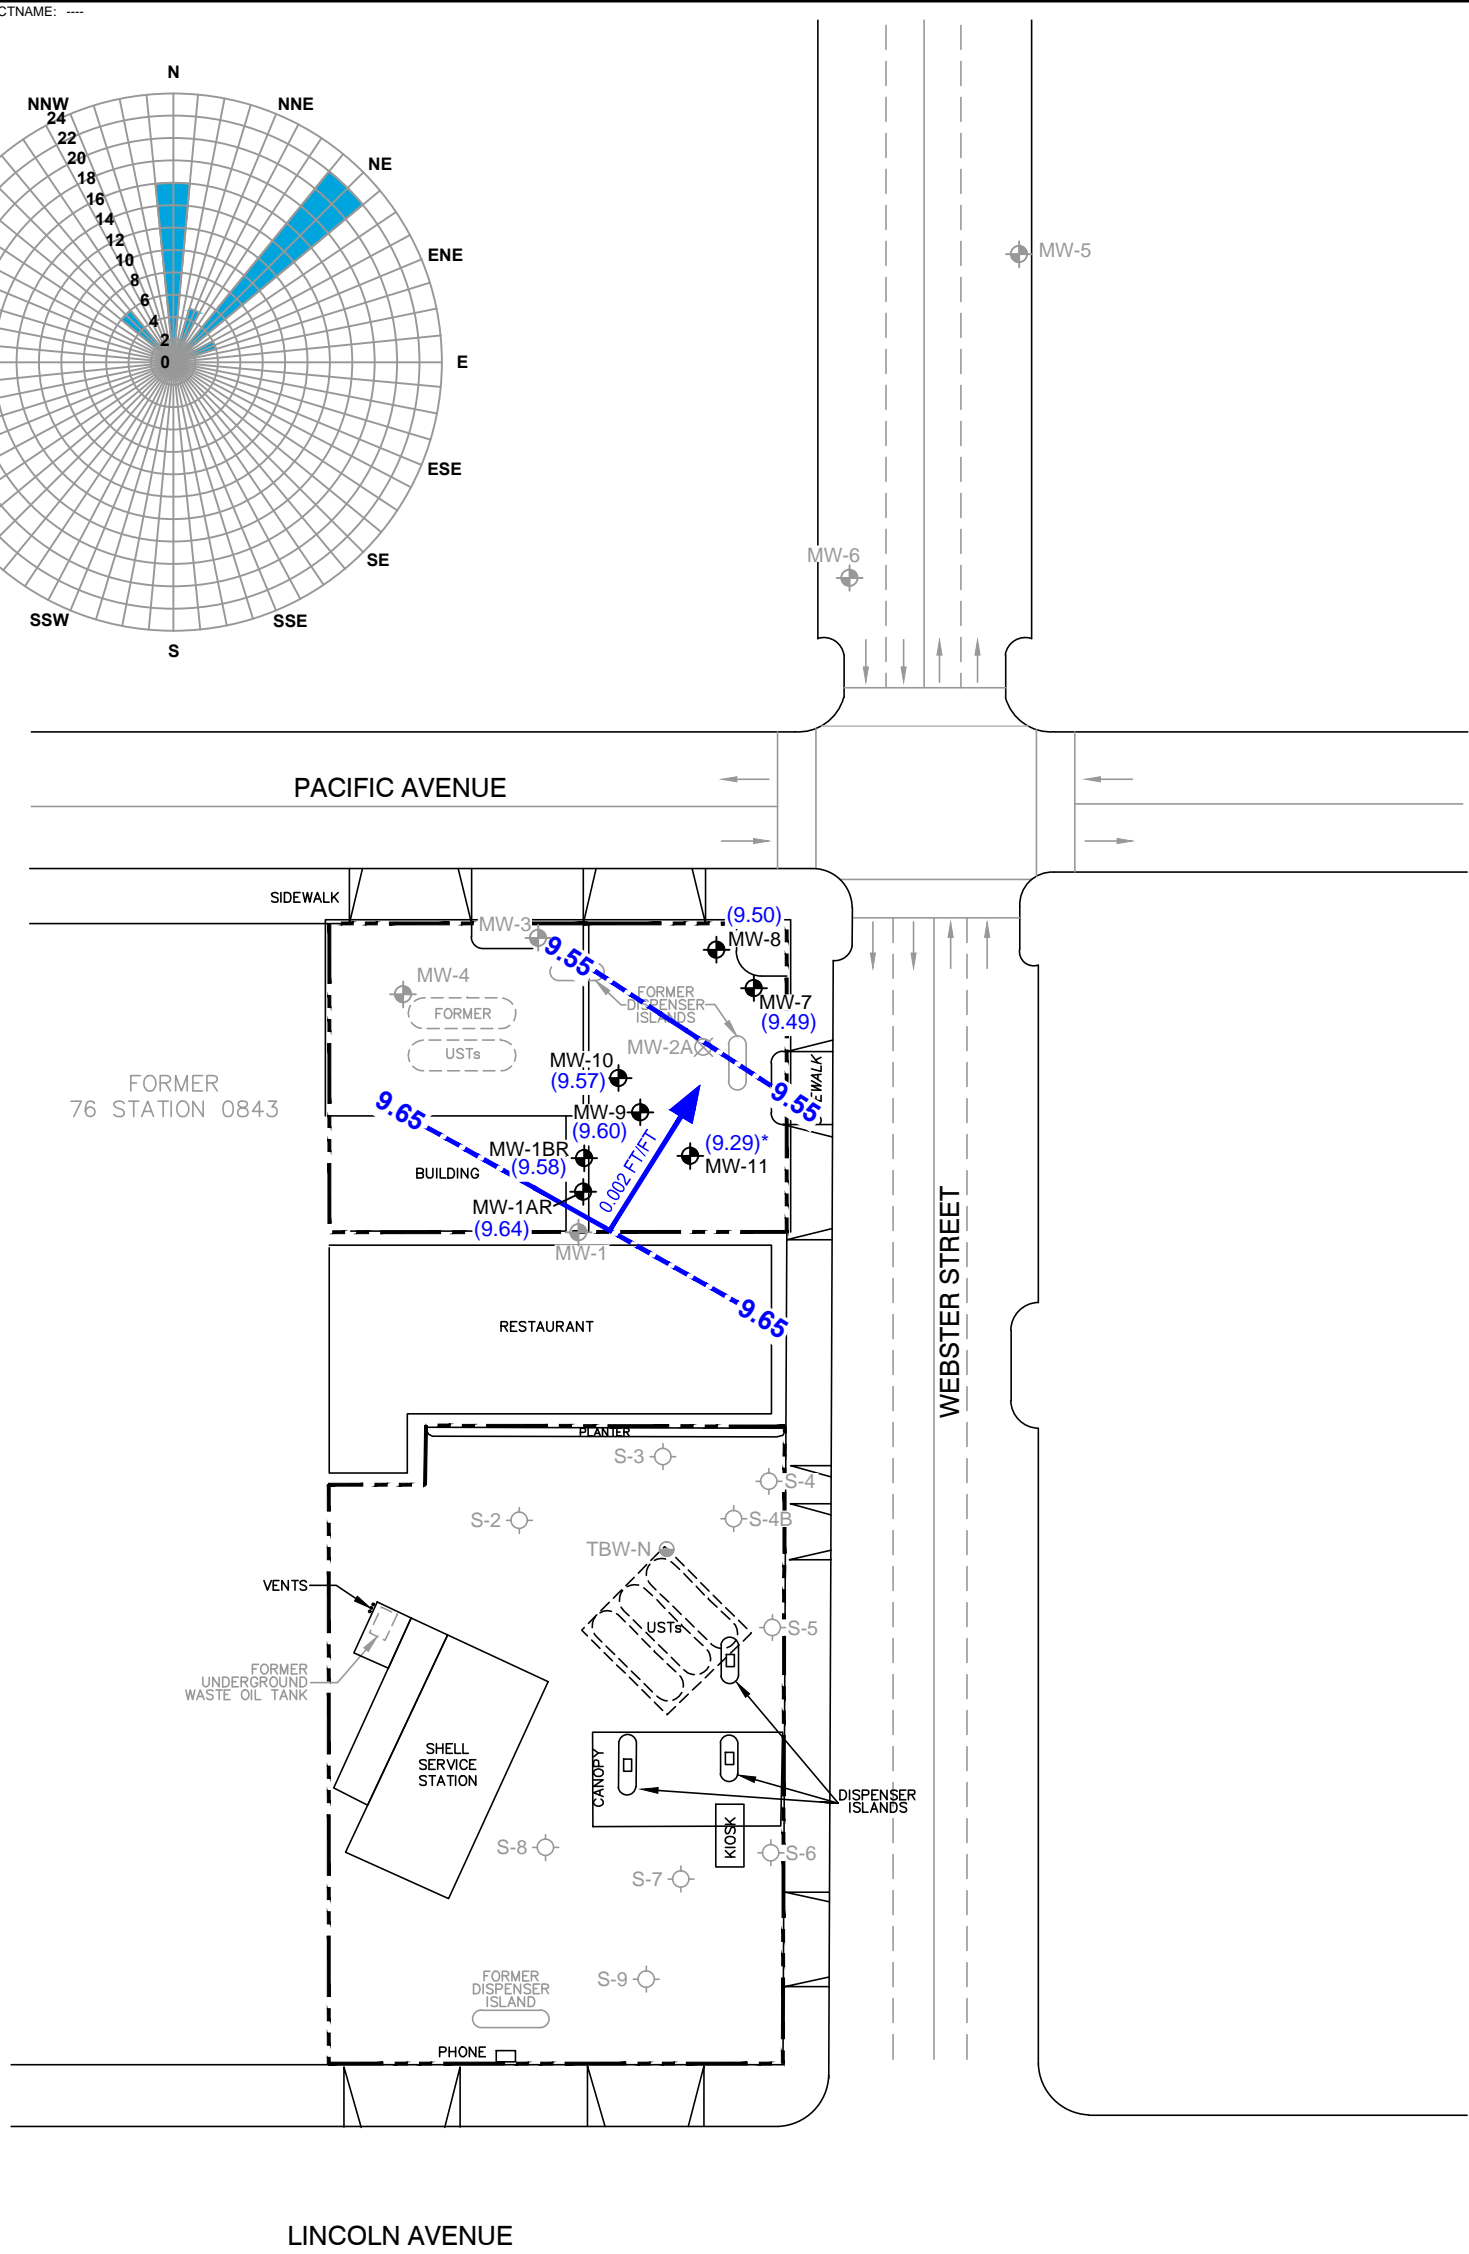 CTNAME: ----
N
NNW
NNE
24
22
20
18
16
14
12
10
8
6
4
2
0
NE
ENE
E
ESE
SE
SSE
S
SSW
MW-5
MW-6
PACIFIC AVENUE
SIDEWALK
MW-3
(9.50)
MW-8
9.55
MW-4
FORMER
USTs
FORMER
DISPENSER
ISLANDS
MW-7
(9.49)
MW-2A
MW-10
(9.57)
FORMER
76 STATION 0843
9.65
9.55
EWALK
MW-9
(9.60)
MW-1BR
(9.58)
BUILDING
(9.29)*
MW-11
0.002 FT/FT
MW-1AR
(9.64)
MW-1
9.65
RESTAURANT
WEBSTER STREET
PLANTER
S-3
S-4
S-2
S-4B
TBW-N
VENTS
USTs
S-5
FORMER
UNDERGROUND
WASTE OIL TANK
SHELL
SERVICE
STATION
CANOPY
DISPENSER
ISLANDS
KIOSK
S-8
S-6
S-7
FORMER
DISPENSER
ISLAND
S-9
PHONE
LINCOLN AVENUE